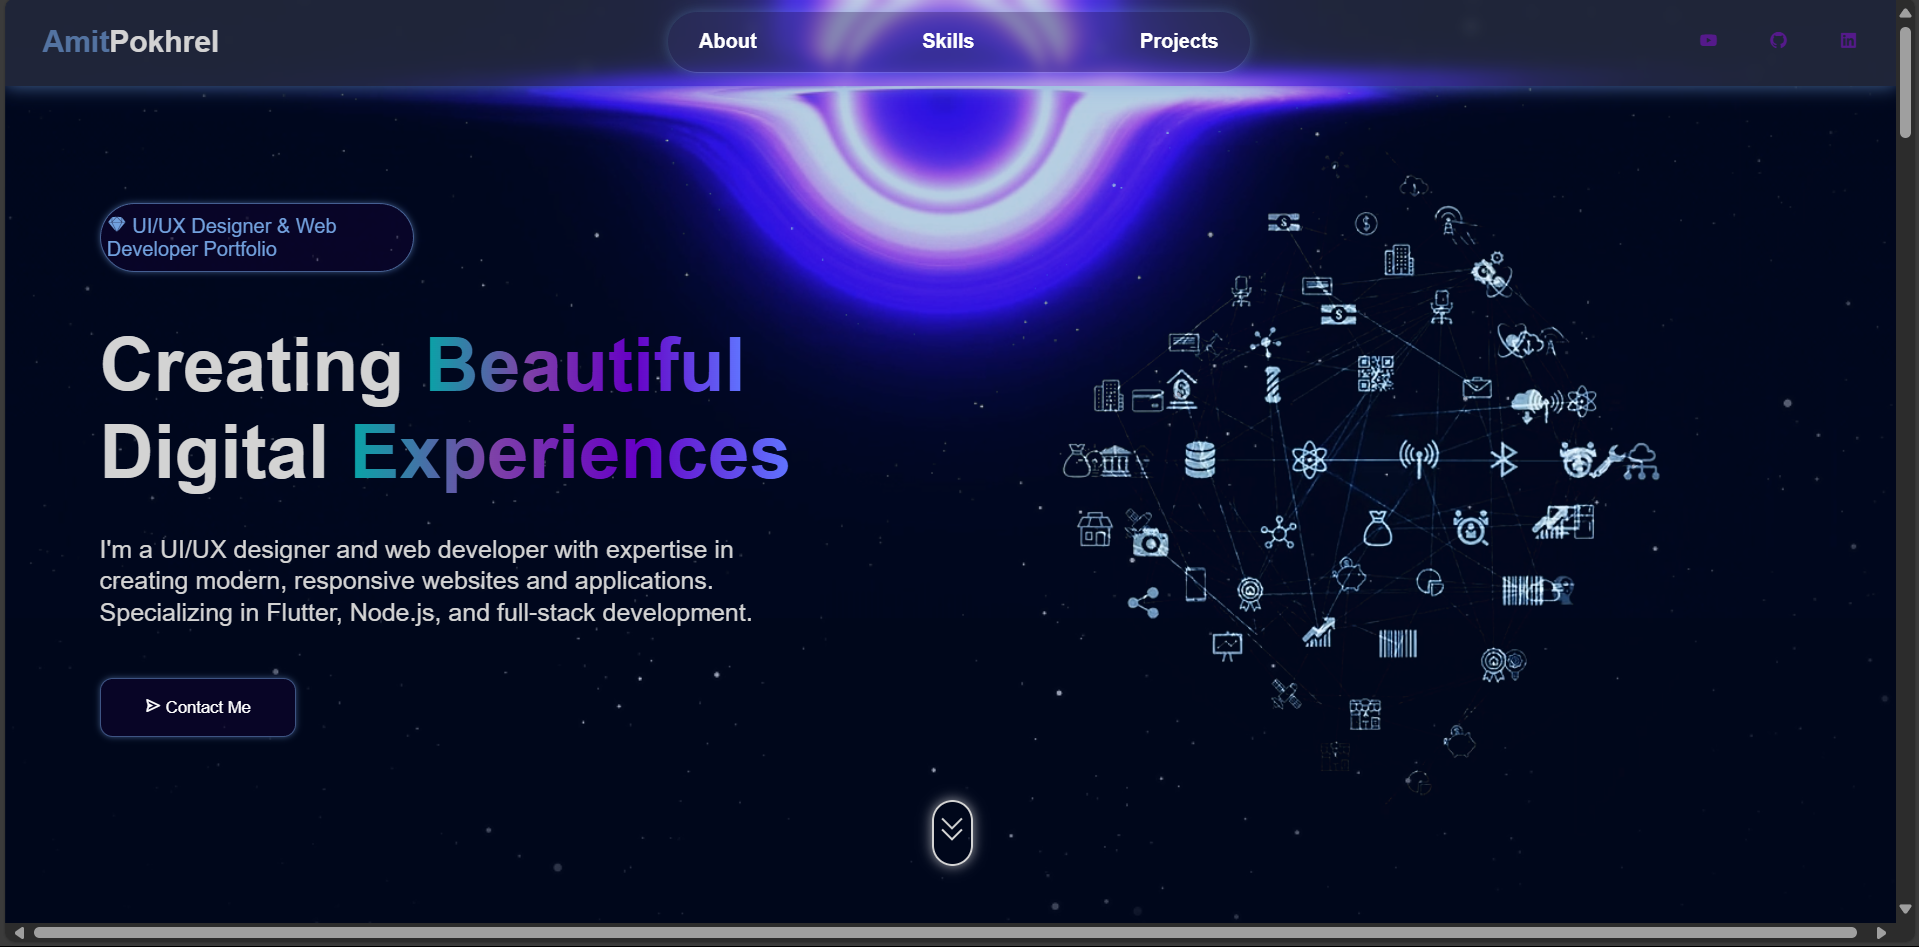 AmitPokhrel
About
Skills
Projects
UI/UX Designer & Web
Developer Portfolio
Creating Beautiful
Digital Experiences
I'm a UI/UX designer and web developer with expertise in
creating modern, responsive websites and applications.
Specializing in Flutter, Node.js, and full-stack development.
Contact Me